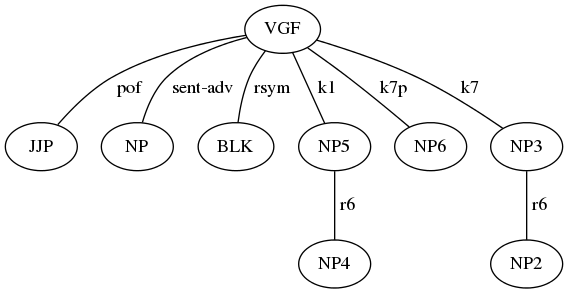 VGF
pof sent-adv rsym k1 k7p k7
JJP NP BLK NP5 NP6 NP3
r6 r6
NP4 NP2